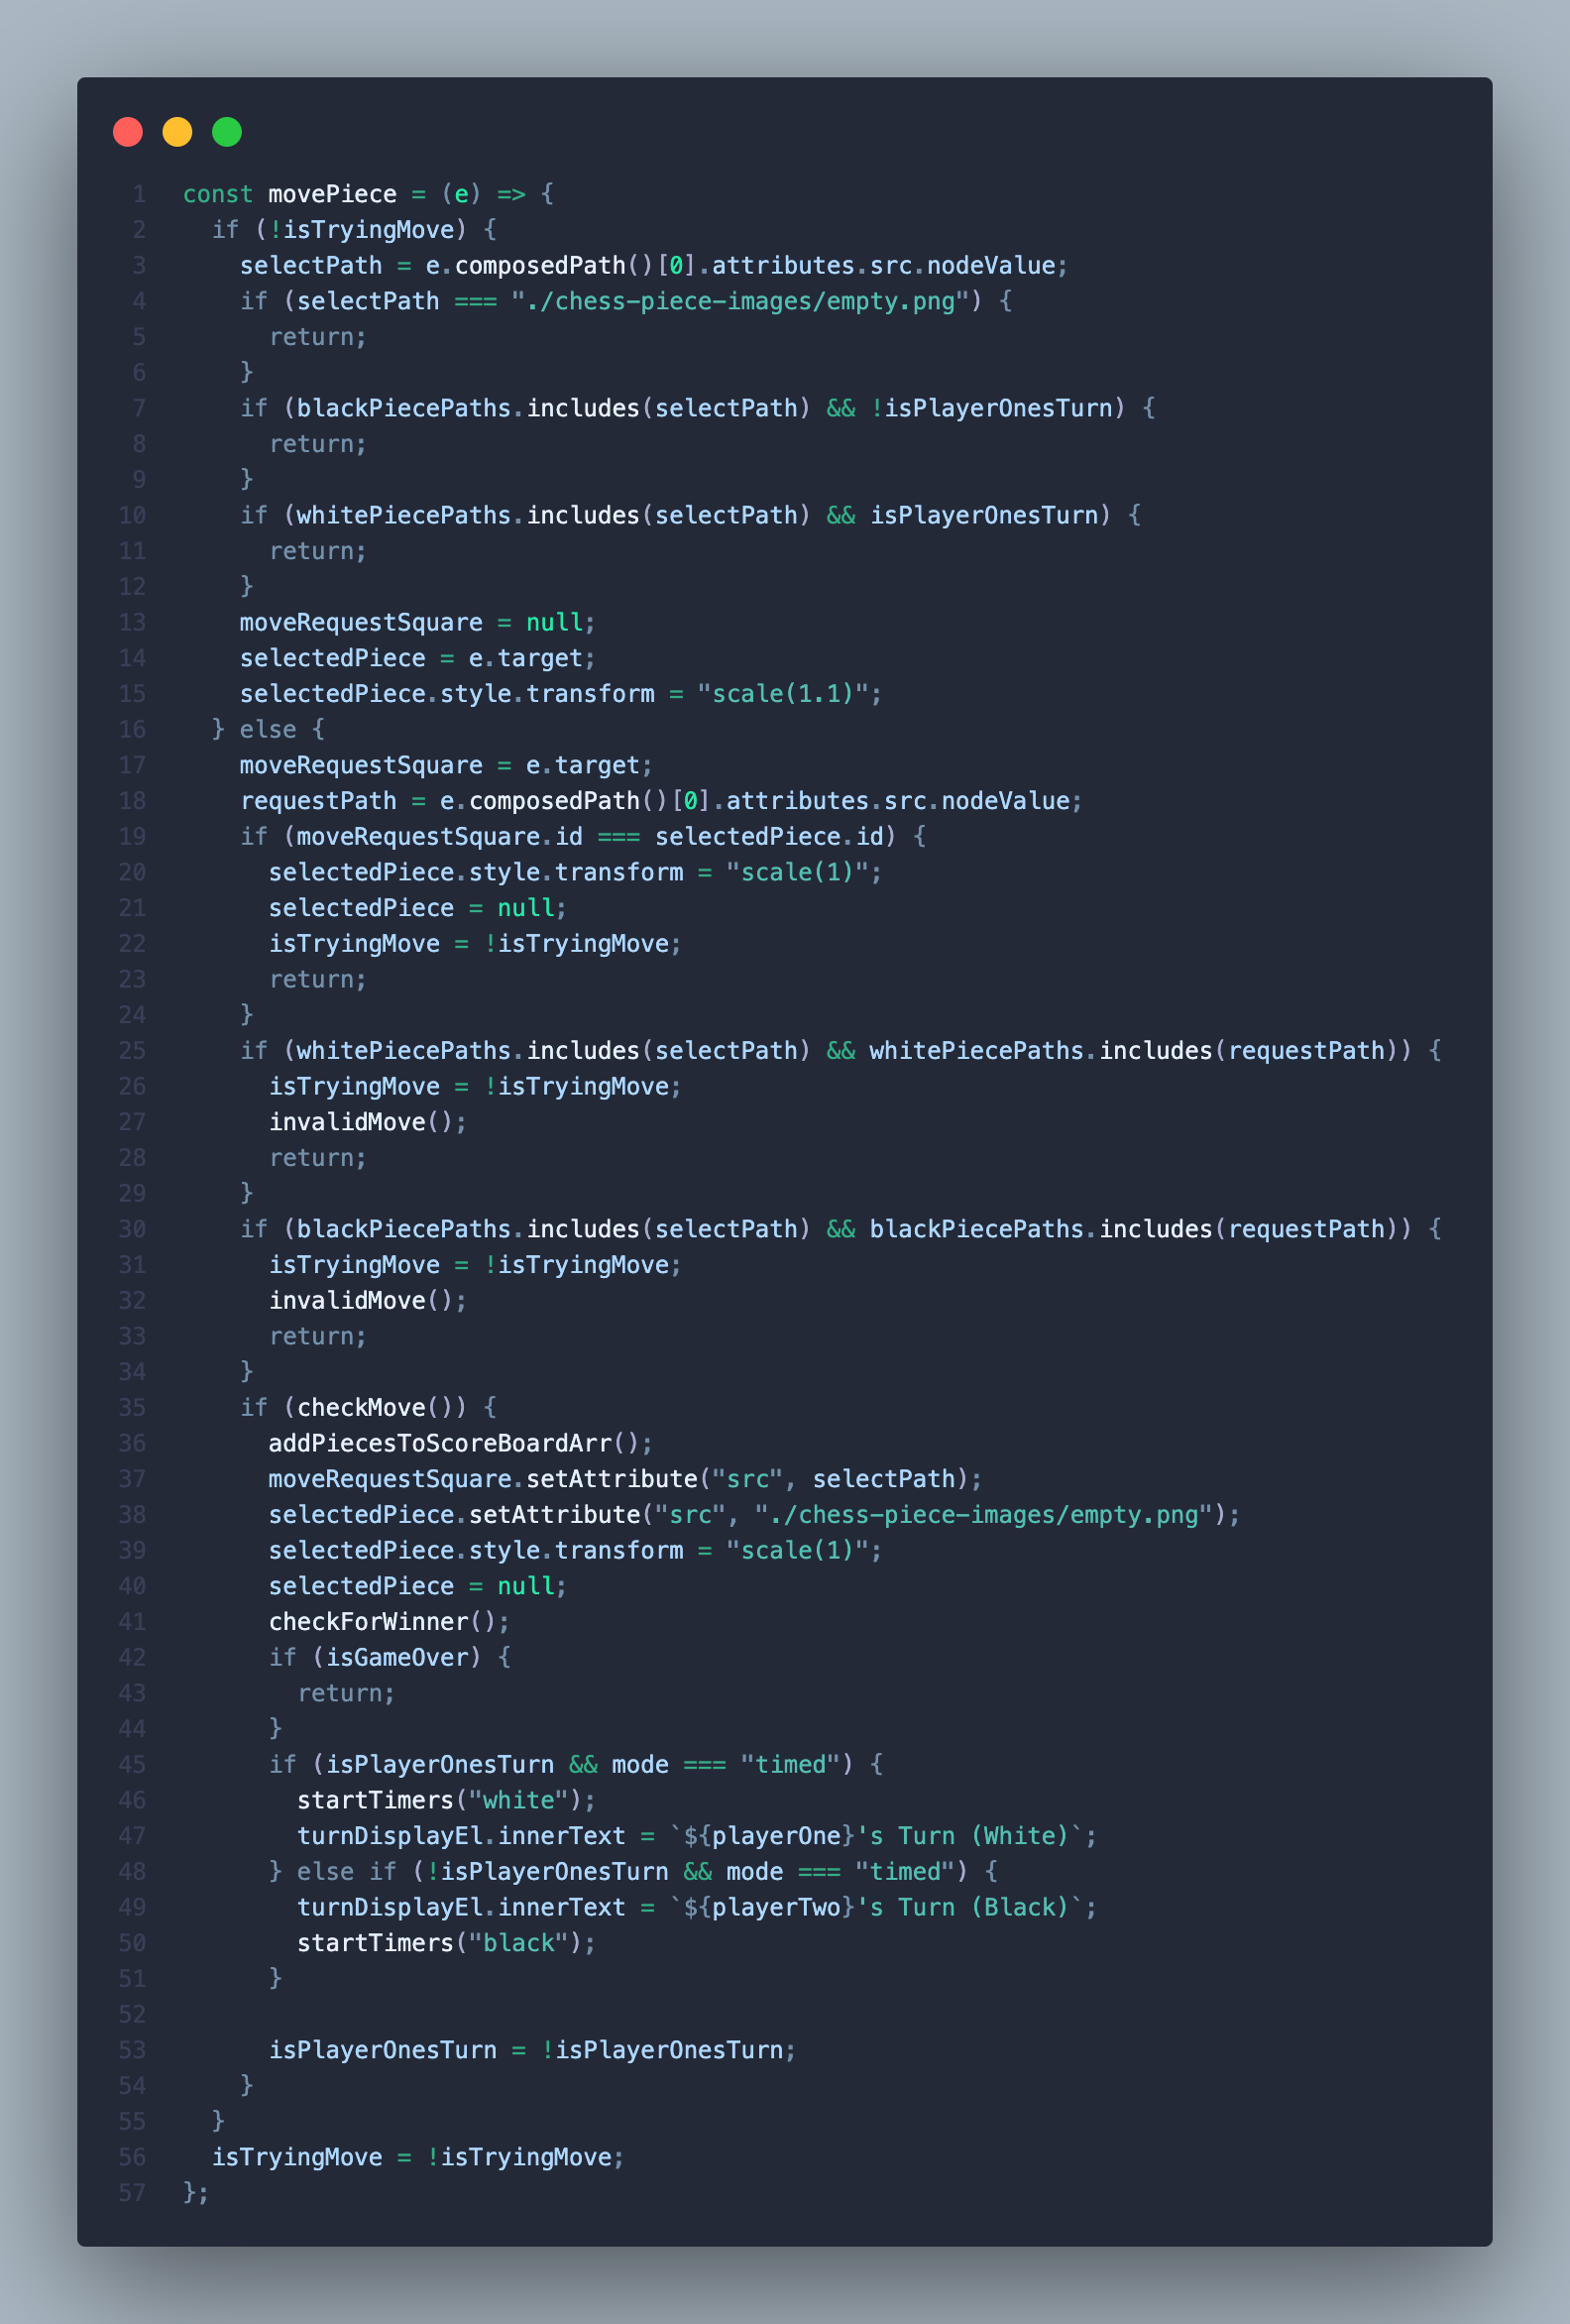 1 const movePiece = (e) => {
2   if (!isTryingMove) {
3     selectPath = e.composedPath()[0].attributes.src.nodeValue;
4     if (selectPath === "./chess-piece-images/empty.png") {
5       return;
6     }
7     if (blackPiecePaths.includes(selectPath) && !isPlayerOnesTurn) {
8       return;
9     }
10     if (whitePiecePaths.includes(selectPath) && isPlayerOnesTurn) {
11       return;
12     }
13     moveRequestSquare = null;
14     selectedPiece = e.target;
15     selectedPiece.style.transform = "scale(1.1)";
16   } else {
17     moveRequestSquare = e.target;
18     requestPath = e.composedPath()[0].attributes.src.nodeValue;
19     if (moveRequestSquare.id === selectedPiece.id) {
20       selectedPiece.style.transform = "scale(1)";
21       selectedPiece = null;
22       isTryingMove = !isTryingMove;
23       return;
24     }
25     if (whitePiecePaths.includes(selectPath) && whitePiecePaths.includes(requestPath)) {
26       isTryingMove = !isTryingMove;
27       invalidMove();
28       return;
29     }
30     if (blackPiecePaths.includes(selectPath) && blackPiecePaths.includes(requestPath)) {
31       isTryingMove = !isTryingMove;
32       invalidMove();
33       return;
34     }
35     if (checkMove()) {
36       addPiecesToScoreBoardArr();
37       moveRequestSquare.setAttribute("src", selectPath);
38       selectedPiece.setAttribute("src", "./chess-piece-images/empty.png");
39       selectedPiece.style.transform = "scale(1)";
40       selectedPiece = null;
41       checkForWinner();
42       if (isGameOver) {
43         return;
44       }
45       if (isPlayerOnesTurn && mode === "timed") {
46         startTimers("white");
47         turnDisplayEl.innerText = `${playerOne}'s Turn (White)`;
48       } else if (!isPlayerOnesTurn && mode === "timed") {
49         turnDisplayEl.innerText = `${playerTwo}'s Turn (Black)`;
50         startTimers("black");
51       }
52
53       isPlayerOnesTurn = !isPlayerOnesTurn;
54     }
55   }
56   isTryingMove = !isTryingMove;
57 };